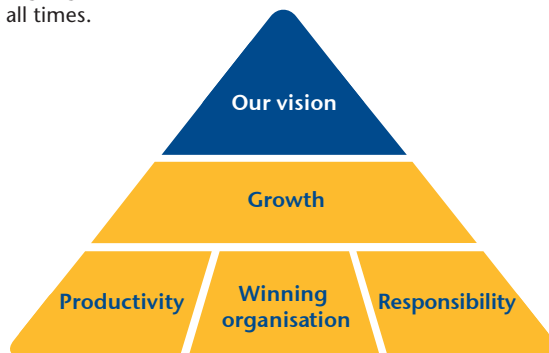 all times.
Our vision
Growth
Productivity
Winning
organisation
Responsibility